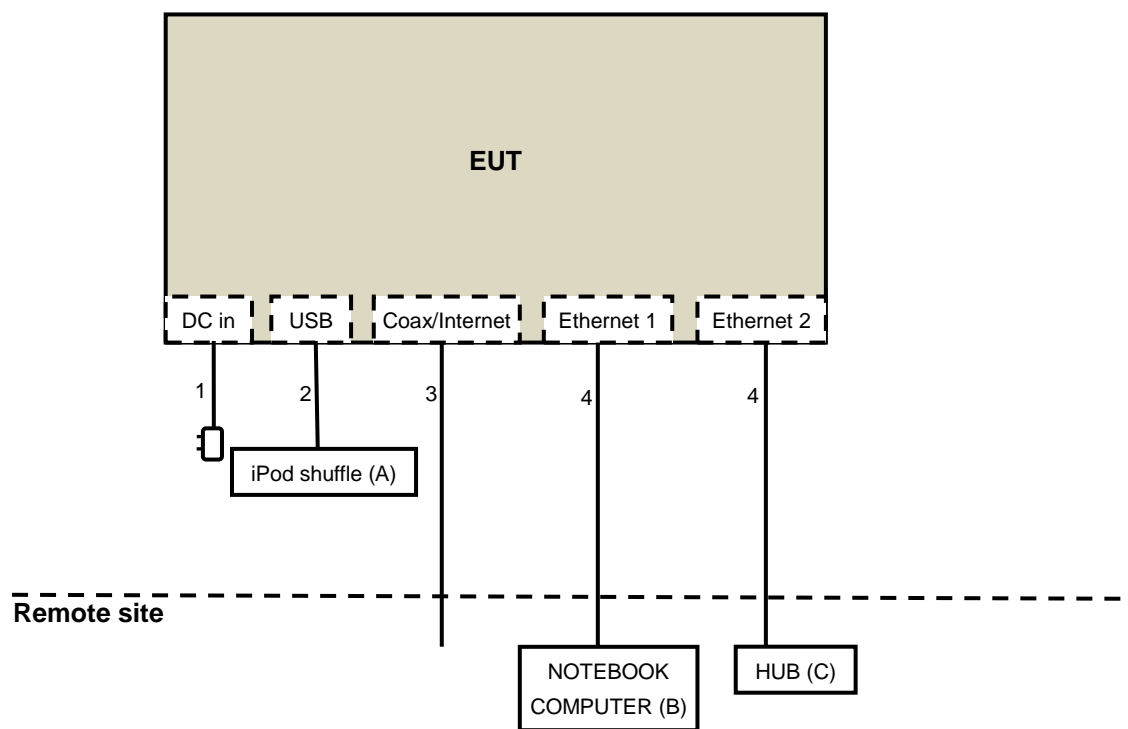 EUT
DC in
USB
Coax/Internet
Ethernet 1
Ethernet 2
1
2
3
4
4
iPod shuffle (A)
Remote site
NOTEBOOK
COMPUTER (B)
HUB (C)